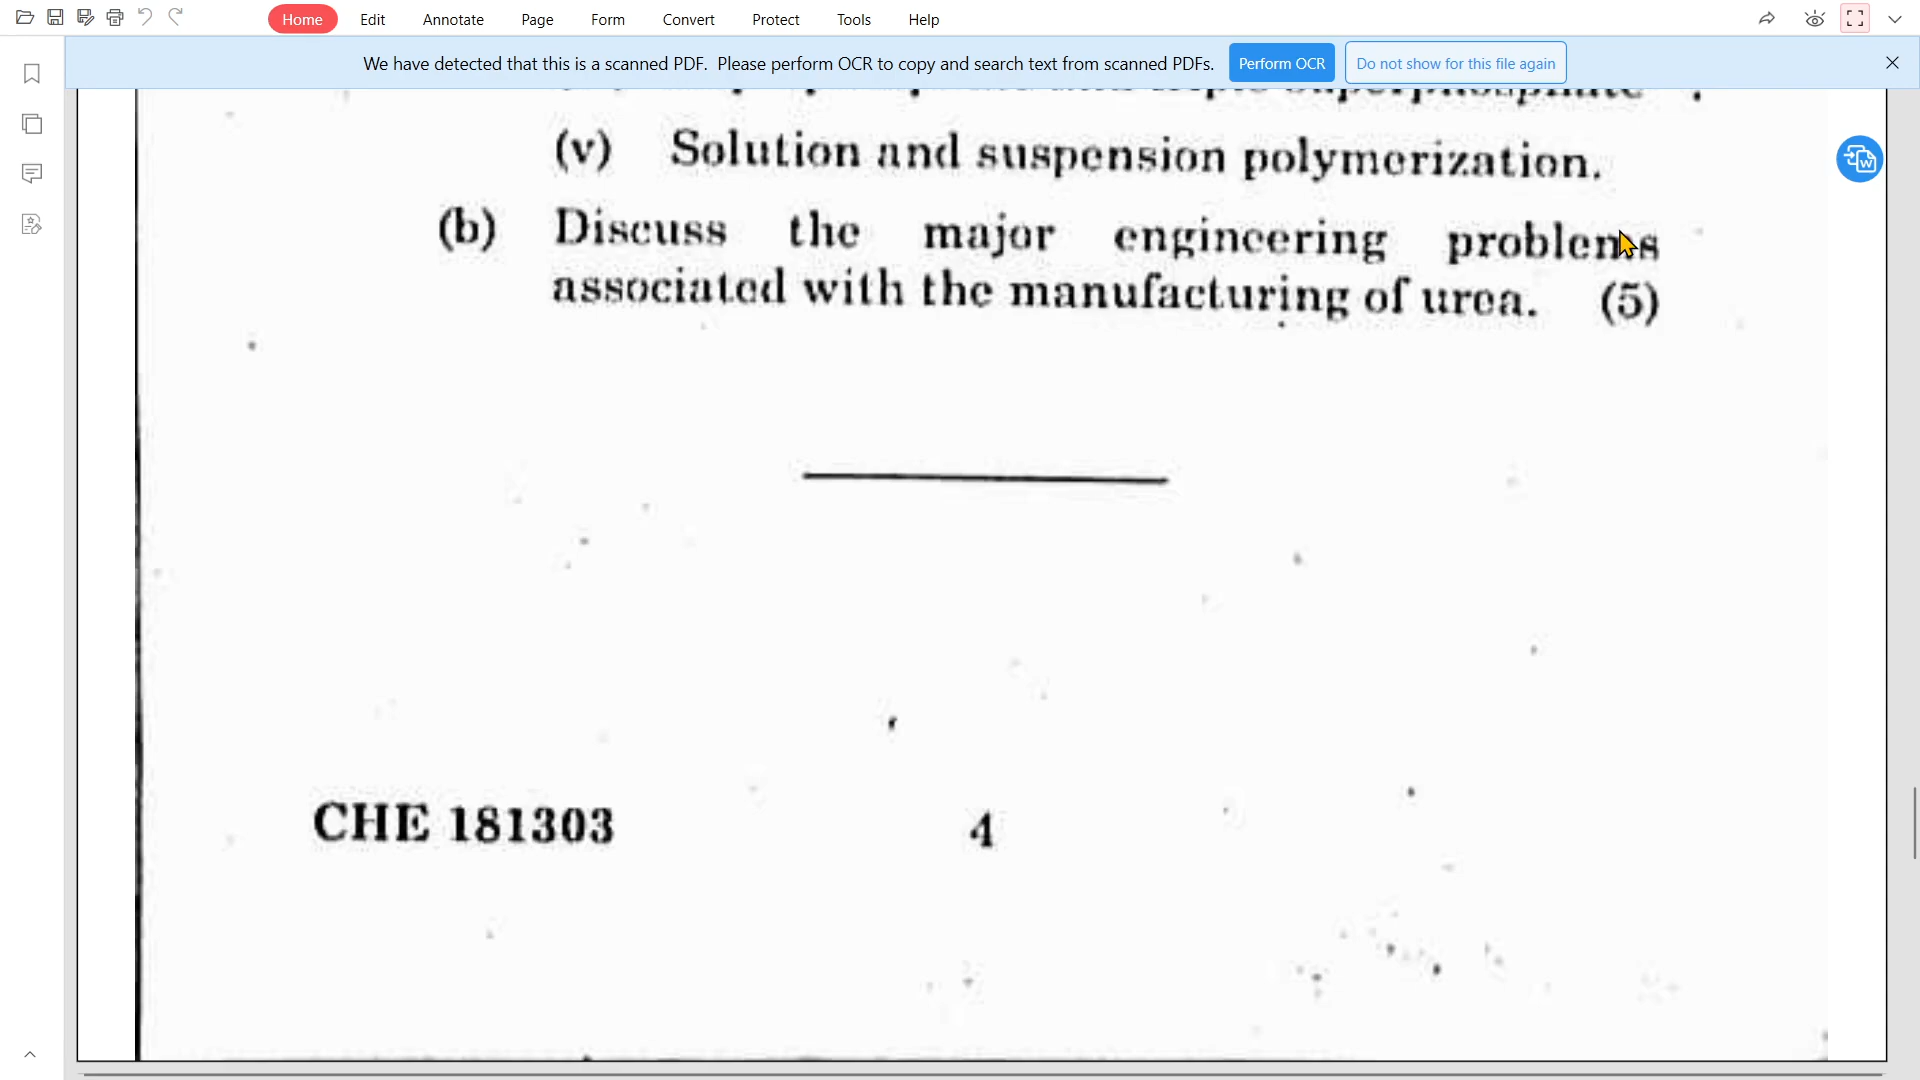 Home Edit Annotate Page Form Convert Protect Tools Help
We have detected that this is a scanned PDF. Please perform OCR to copy and search text from scanned PDFs. Perform OCR Do not show for this file again
(v) Solution and suspension polymerization.
(b) Discuss the major engineering problems
associated with the manufacturing of urea. (5)
CHE 181303 4